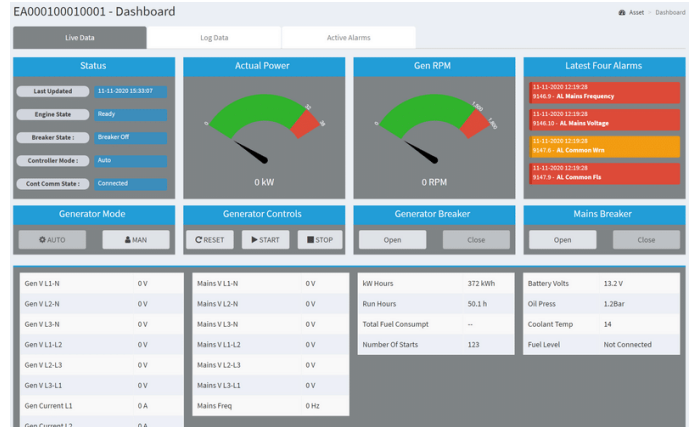 EA000100010001 - Dashboard
Asset - Dashboard
Live Data
Log Data
Active Alarms
Status
Last Updated 11-11-2020 15:33:07
Engine State Ready
Breaker State : Breaker Off
Controller Mode : Auto
Cont Comm State : Connected
Actual Power
0 kW
Gen RPM
0 RPM
Latest Four Alarms
11-11-2020 12:19:28
9146.9 - AL Mains Frequency
11-11-2020 12:19:28
9146.10 - AL Mains Voltage
11-11-2020 12:19:28
9147.8 - AL Common Wrn
11-11-2020 12:19:28
9147.9 - AL Common Fls
Generator Mode
AUTO MAN
Generator Controls
RESET START STOP
Generator Breaker
Open Close
Mains Breaker
Open Close
Gen V L1-N 0 V
Gen V L2-N 0 V
Gen V L3-N 0 V
Gen V L1-L2 0 V
Gen V L2-L3 0 V
Gen V L3-L1 0 V
Gen Current L1 0 A
Gen Current L2 0 A
Mains V L1-N 0 V
Mains V L2-N 0 V
Mains V L3-N 0 V
Mains V L1-L2 0 V
Mains V L2-L3 0 V
Mains V L3-L1 0 V
Mains Freq 0 Hz
kW Hours 372 kWh
Run Hours 50.1 h
Total Fuel Consumpt --
Number Of Starts 123
Battery Volts 13.2 V
Oil Press 1.2Bar
Coolant Temp 14
Fuel Level Not Connected